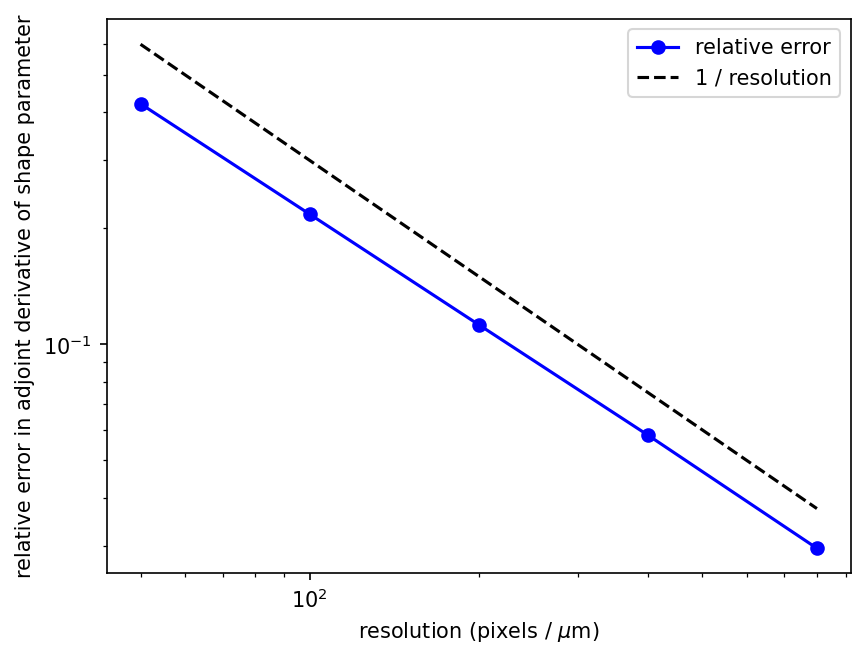 relative error in adjoint derivative of shape parameter
relative error
1 / resolution
10⁻¹
10²
resolution (pixels / μm)